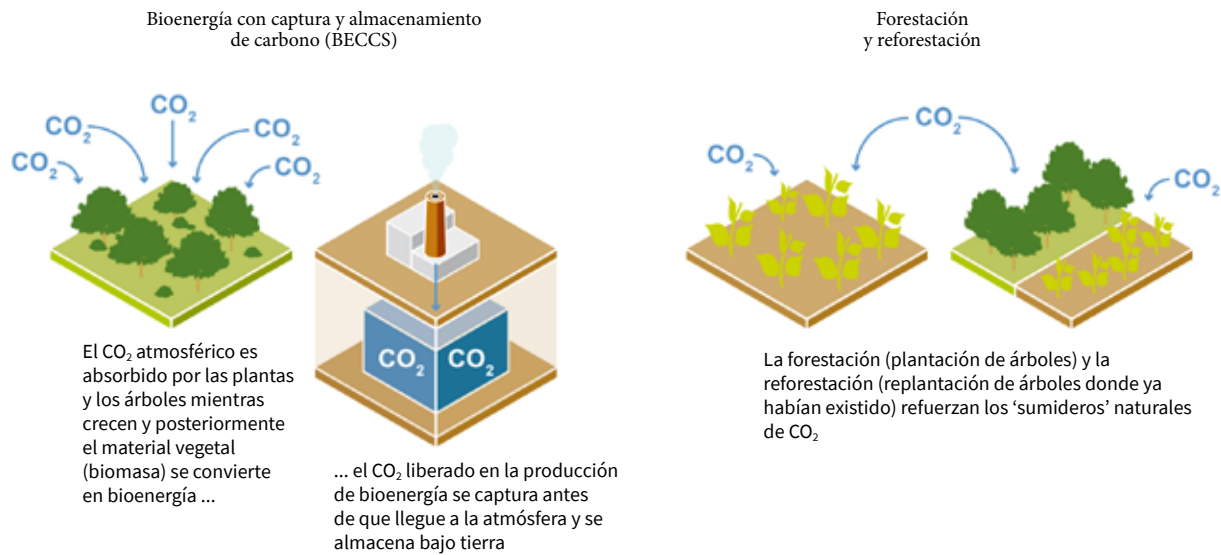 Bioenergía con captura y almacenamiento
de carbono (BECCS)
CO₂
CO₂
CO₂
CO₂
CO₂
CO₂
CO₂
El CO₂ atmosférico es
absorbido por las plantas
y los árboles mientras
crecen y posteriormente
el material vegetal
(biomasa) se convierte
en bioenergía ...
... el CO₂ liberado en la producción
de bioenergía se captura antes
de que llegue a la atmósfera y se
almacena bajo tierra
Forestación
y reforestación
CO₂
CO₂
CO₂
La forestación (plantación de árboles) y la
reforestación (replantación de árboles donde ya
habían existido) refuerzan los ‘sumideros’ naturales
de CO₂